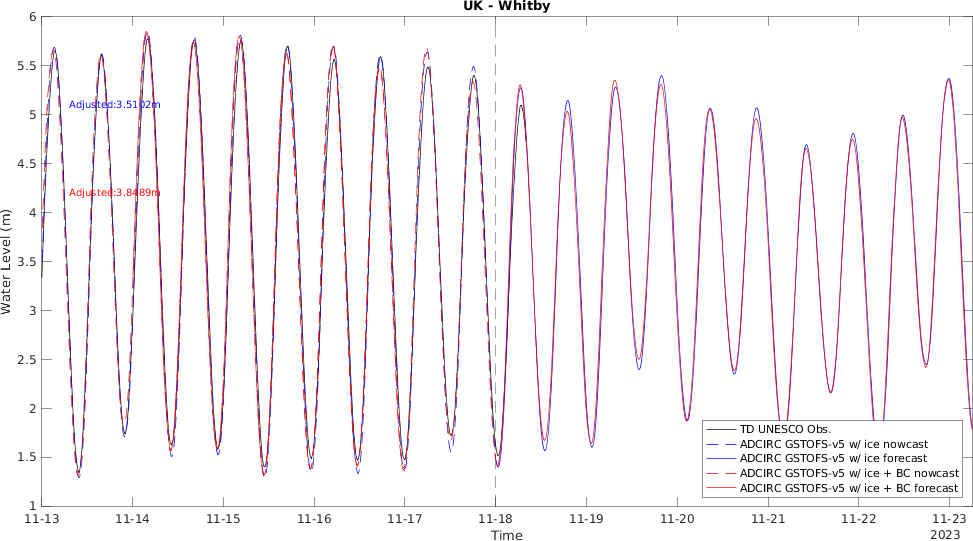 UK - Whitby
6
5.5
5
4.5
4
3.5
3
2.5
2
1.5
1
Water Level (m)
Adjusted:3.5102m
Adjusted:3.8489m
TD UNESCO Obs.
ADCIRC GSTOFS-v5 w/ ice nowcast
ADCIRC GSTOFS-v5 w/ ice forecast
ADCIRC GSTOFS-v5 w/ ice + BC nowcast
ADCIRC GSTOFS-v5 w/ ice + BC forecast
11-13 11-14 11-15 11-16 11-17 11-18 11-19 11-20 11-21 11-22 11-23
Time
2023